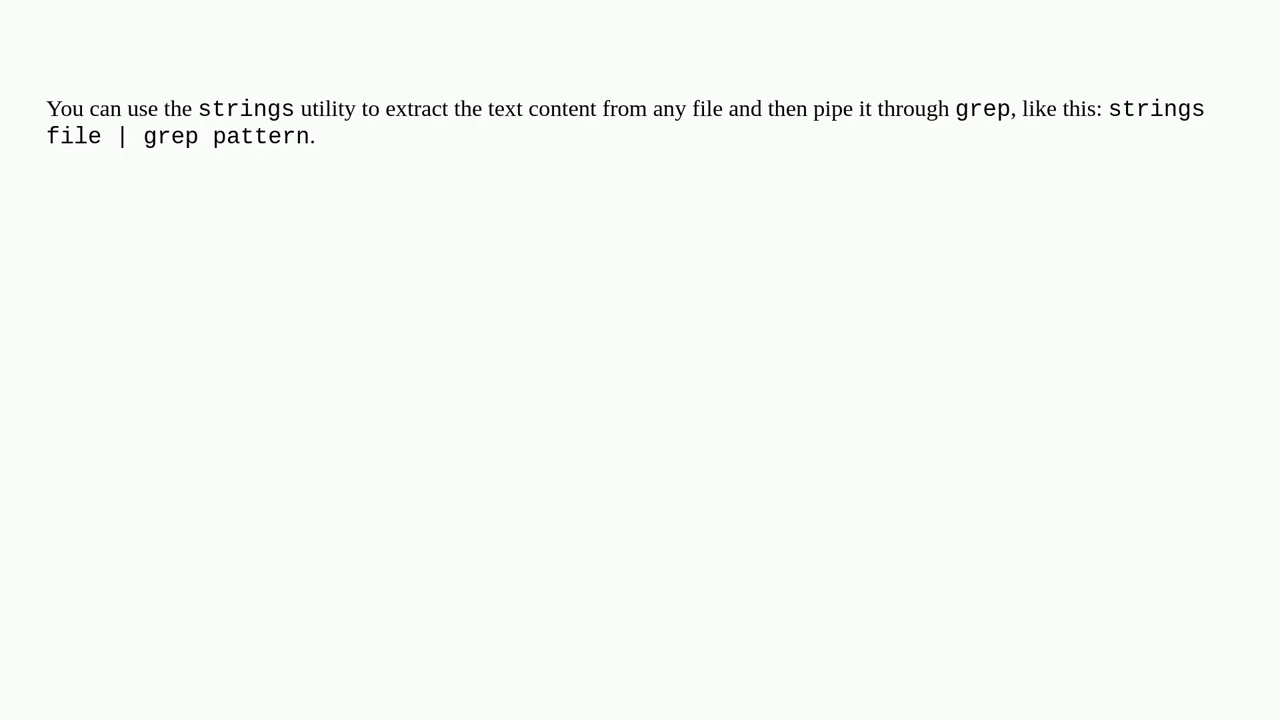 You can use the strings utility to extract the text content from any file and then pipe it through grep, like this: strings
file | grep pattern.